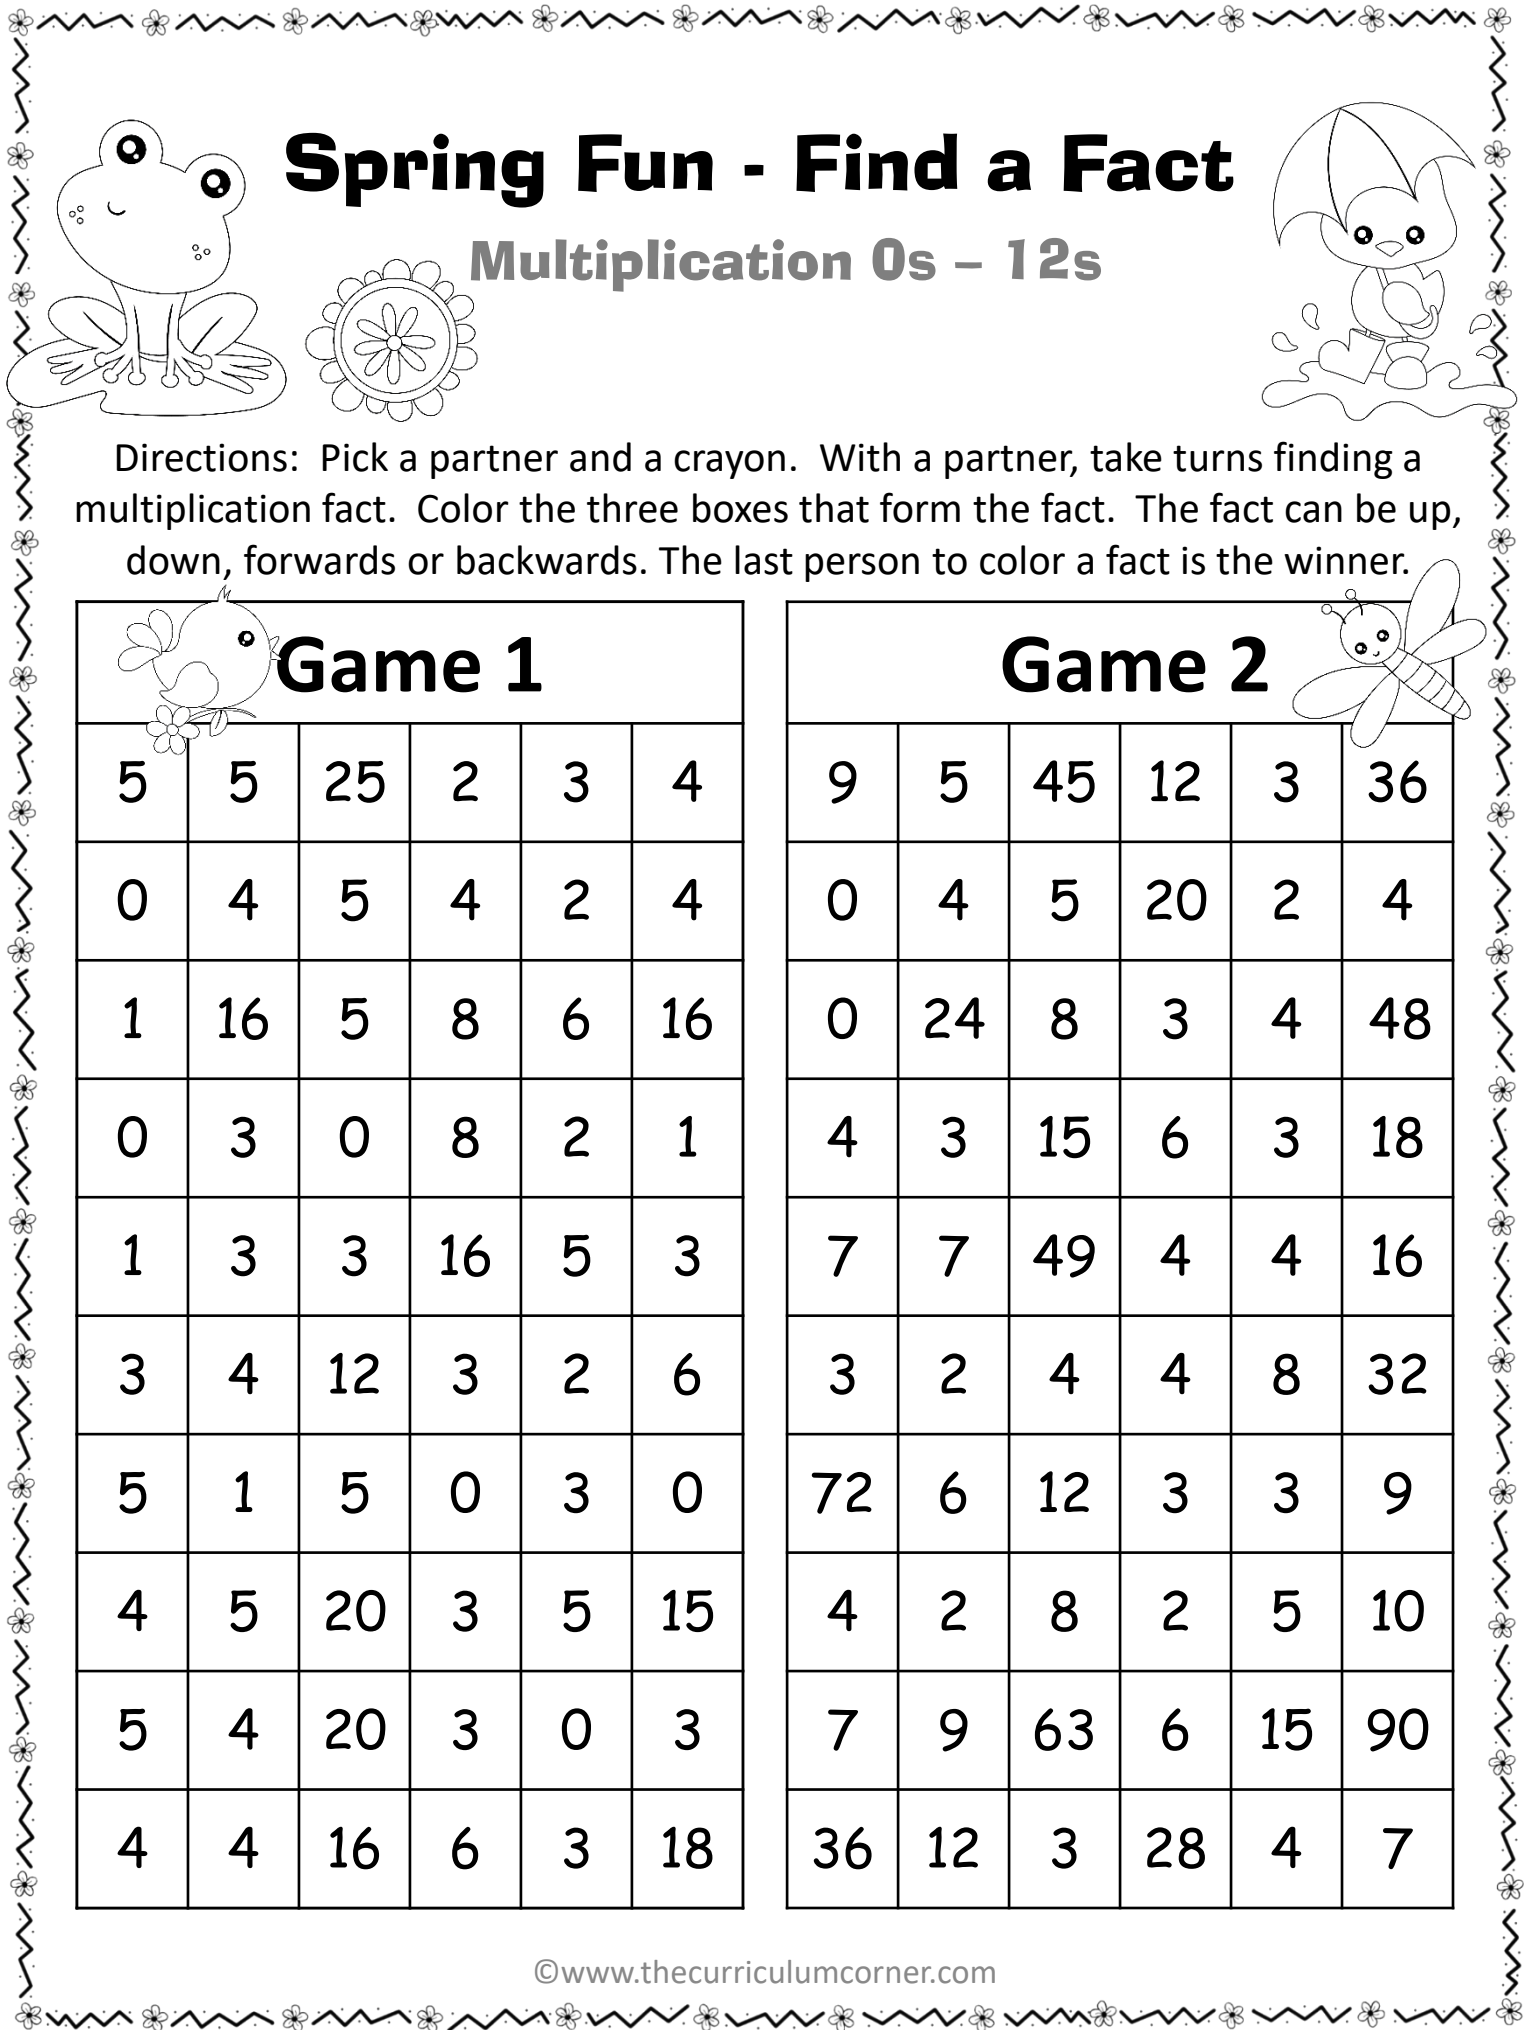 Spring Fun - Find a Fact
Multiplication 0s – 12s
Directions:  Pick a partner and a crayon.  With a partner, take turns finding a
multiplication fact.  Color the three boxes that form the fact.  The fact can be up,
down, forwards or backwards. The last person to color a fact is the winner.
Game 1
5 5 25 2 3 4
0 4 5 4 2 4
1 16 5 8 6 16
0 3 0 8 2 1
1 3 3 16 5 3
3 4 12 3 2 6
5 1 5 0 3 0
4 5 20 3 5 15
5 4 20 3 0 3
4 4 16 6 3 18
Game 2
9 5 45 12 3 36
0 4 5 20 2 4
0 24 8 3 4 48
4 3 15 6 3 18
7 7 49 4 4 16
3 2 4 4 8 32
72 6 12 3 3 9
4 2 8 2 5 10
7 9 63 6 15 90
36 12 3 28 4 7
©www.thecurriculumcorner.com